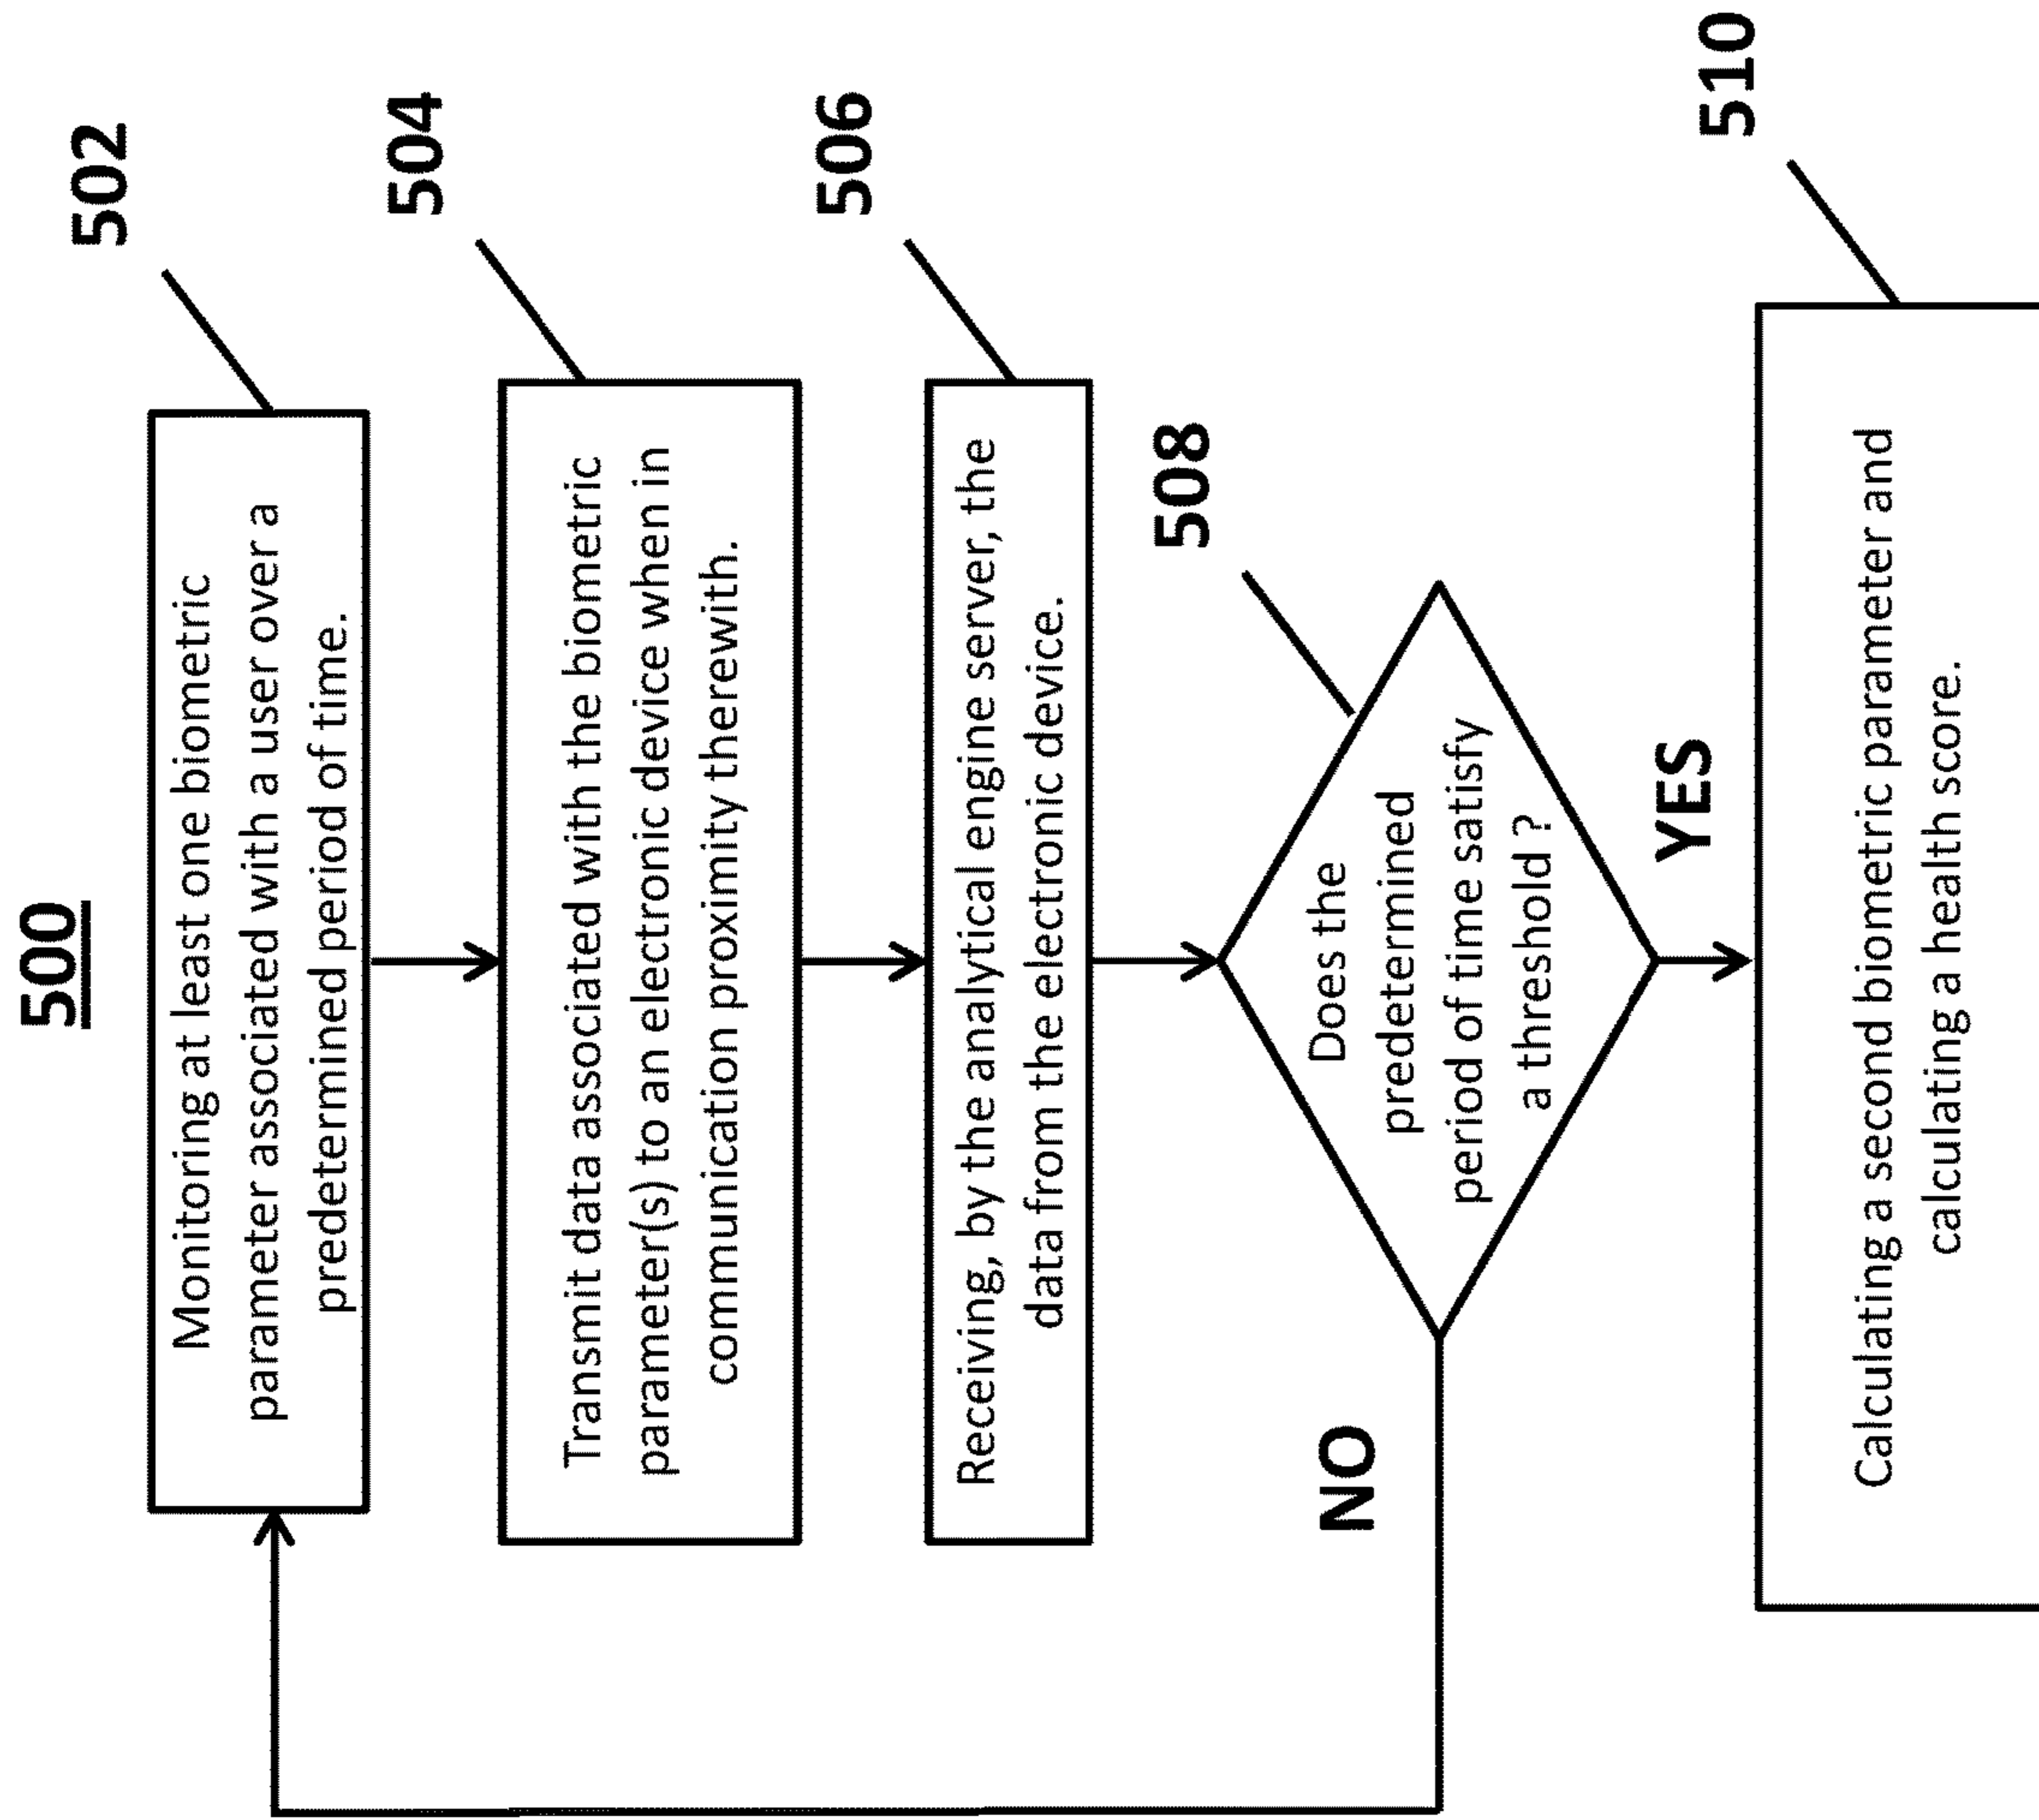 500
502
Monitoring at least one biometric
parameter associated with a user over a
predetermined period of time.
504
Transmit data associated with the biometric
parameter(s) to an electronic device when in
communication proximity therewith.
506
Receiving, by the analytical engine server, the
data from the electronic device.
508
Does the
predetermined
period of time satisfy
a threshold ?
NO
YES
510
Calculating a second biometric parameter and
calculating a health score.